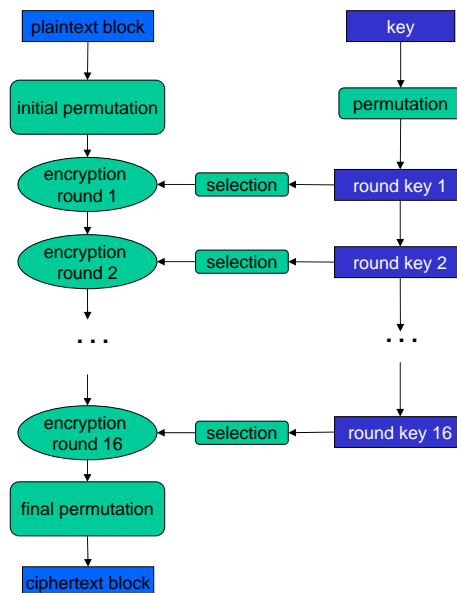 plaintext block
key
initial permutation
permutation
encryption
round 1
selection
round key 1
encryption
round 2
selection
round key 2
. . .
. . .
encryption
round 16
selection
round key 16
final permutation
ciphertext block